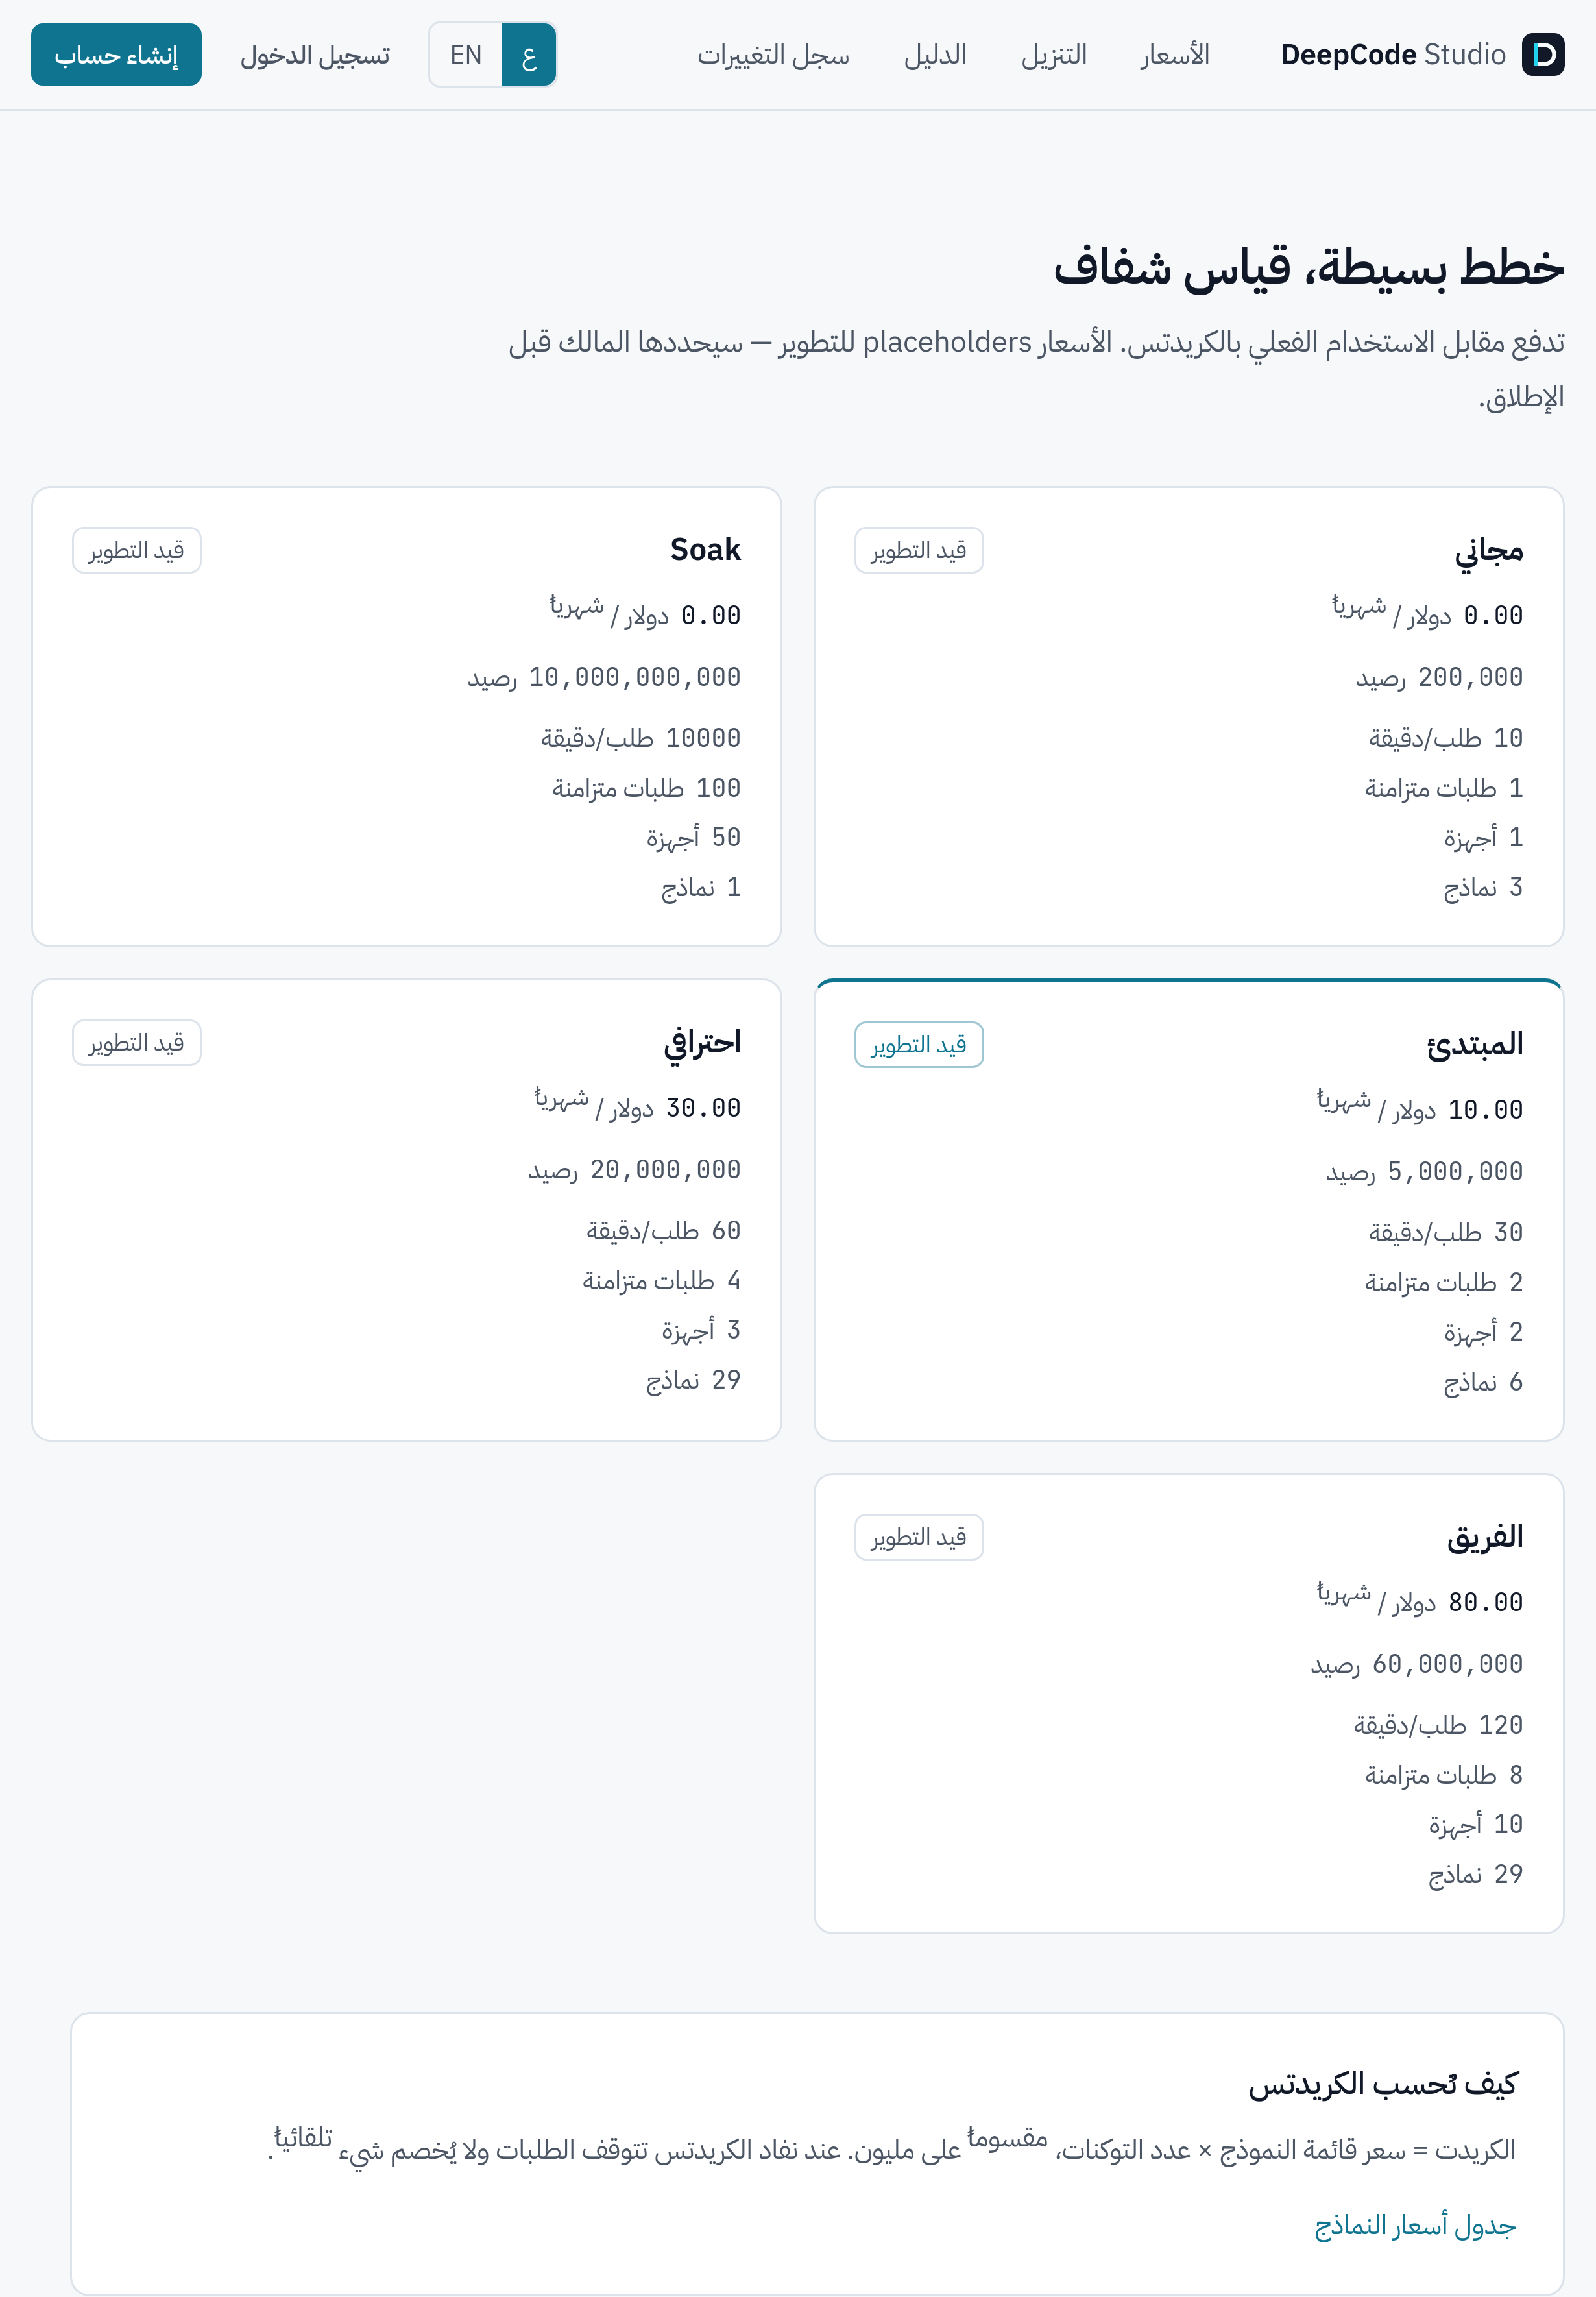 DeepCode Studio
الأسعار
التنزيل
الدليل
سجل التغييرات
ع
EN
تسجيل الدخول
إنشاء حساب
خطط بسيطة، قياس شفاف
تدفع مقابل الاستخدام الفعلي بالكريدتس. الأسعار placeholders للتطوير — سيحددها المالك قبل
الإطلاق.
مجاني
قيد التطوير
0.00 دولار / شهرياً
200,000 رصيد
10 طلب/دقيقة
1 طلبات متزامنة
1 أجهزة
3 نماذج
Soak
قيد التطوير
0.00 دولار / شهرياً
10,000,000,000 رصيد
10000 طلب/دقيقة
100 طلبات متزامنة
50 أجهزة
1 نماذج
المبتدئ
قيد التطوير
10.00 دولار / شهرياً
5,000,000 رصيد
30 طلب/دقيقة
2 طلبات متزامنة
2 أجهزة
6 نماذج
احترافي
قيد التطوير
30.00 دولار / شهرياً
20,000,000 رصيد
60 طلب/دقيقة
4 طلبات متزامنة
3 أجهزة
29 نماذج
الفريق
قيد التطوير
80.00 دولار / شهرياً
60,000,000 رصيد
120 طلب/دقيقة
8 طلبات متزامنة
10 أجهزة
29 نماذج
كيف تُحسب الكريدتس
الكريدت = سعر قائمة النموذج × عدد التوكنات، مقسوماً على مليون. عند نفاد الكريدتس تتوقف الطلبات ولا يُخصم شيء تلقائياً.
جدول أسعار النماذج